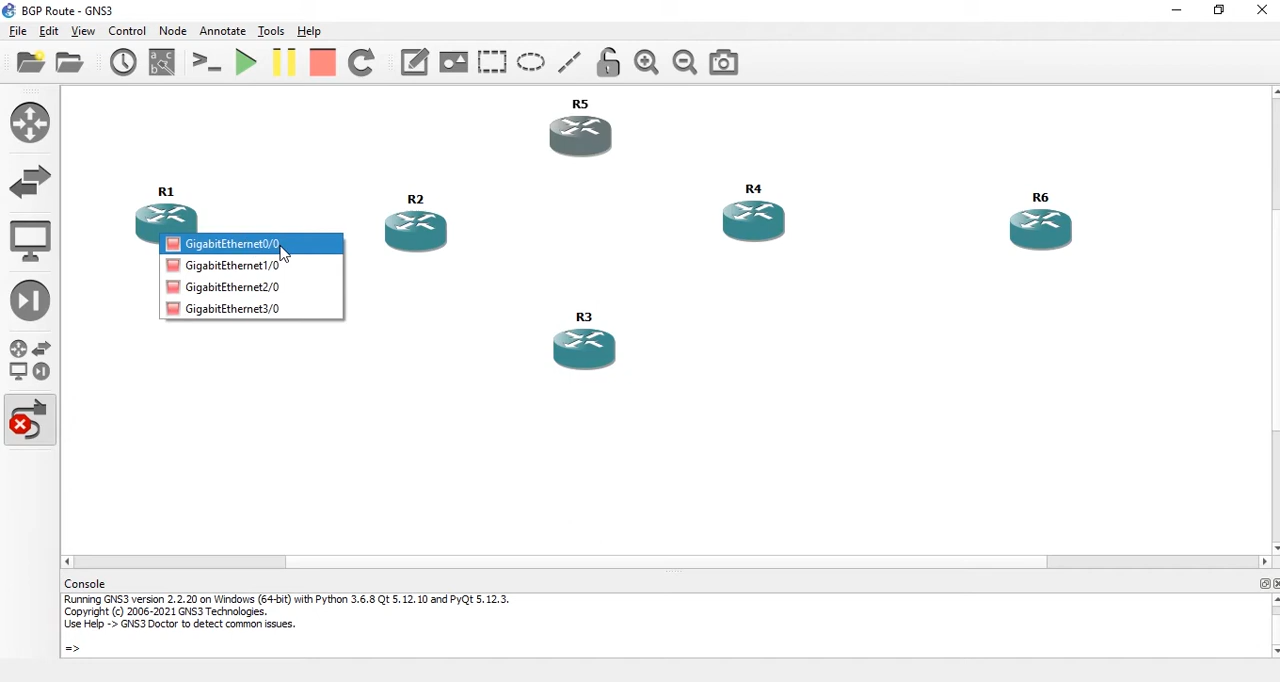 BGP Route - GNS3
File Edit View Control Node Annotate Tools Help
R5
R1
R2
R4
R6
GigabitEthernet0/0
GigabitEthernet1/0
GigabitEthernet2/0
GigabitEthernet3/0
R3
Console
Running GNS3 version 2.2.20 on Windows (64-bit) with Python 3.6.8 Qt 5.12.10 and PyQt 5.12.3.
Copyright (c) 2006-2021 GNS3 Technologies.
Use Help -> GNS3 Doctor to detect common issues.
=>